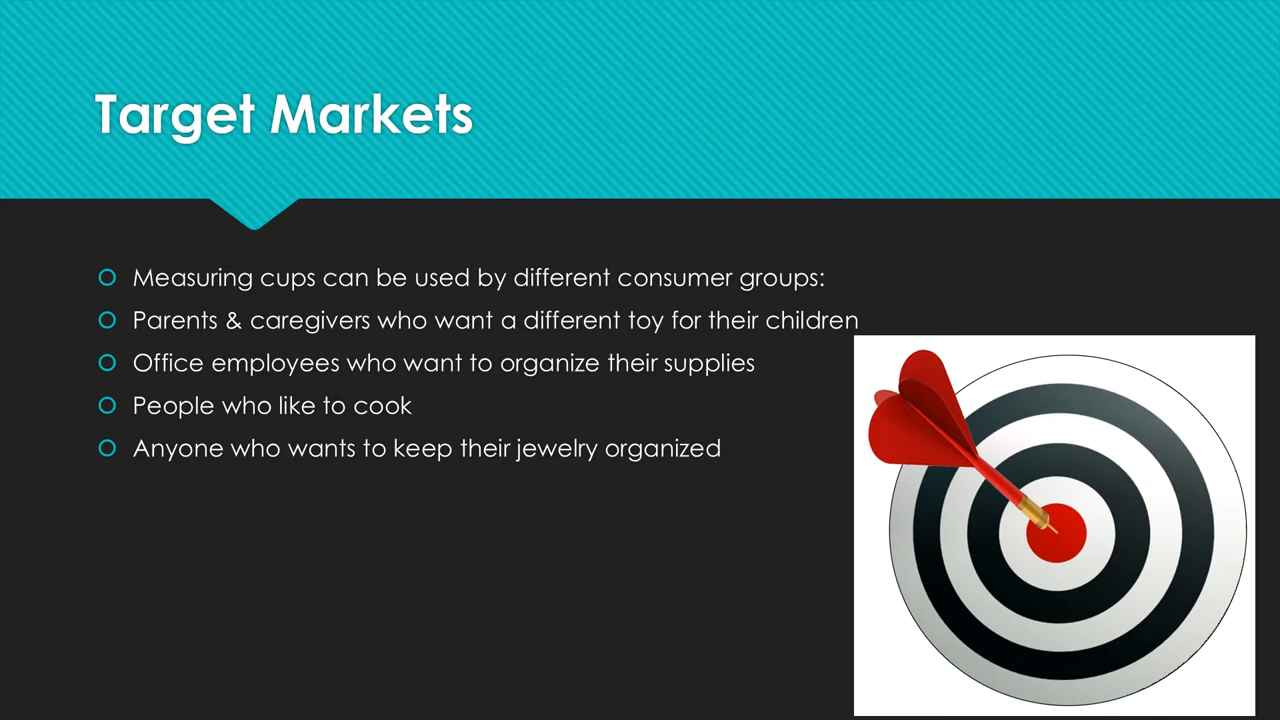 Target Markets
Measuring cups can be used by different consumer groups:
Parents & caregivers who want a different toy for their children
Office employees who want to organize their supplies
People who like to cook
Anyone who wants to keep their jewelry organized